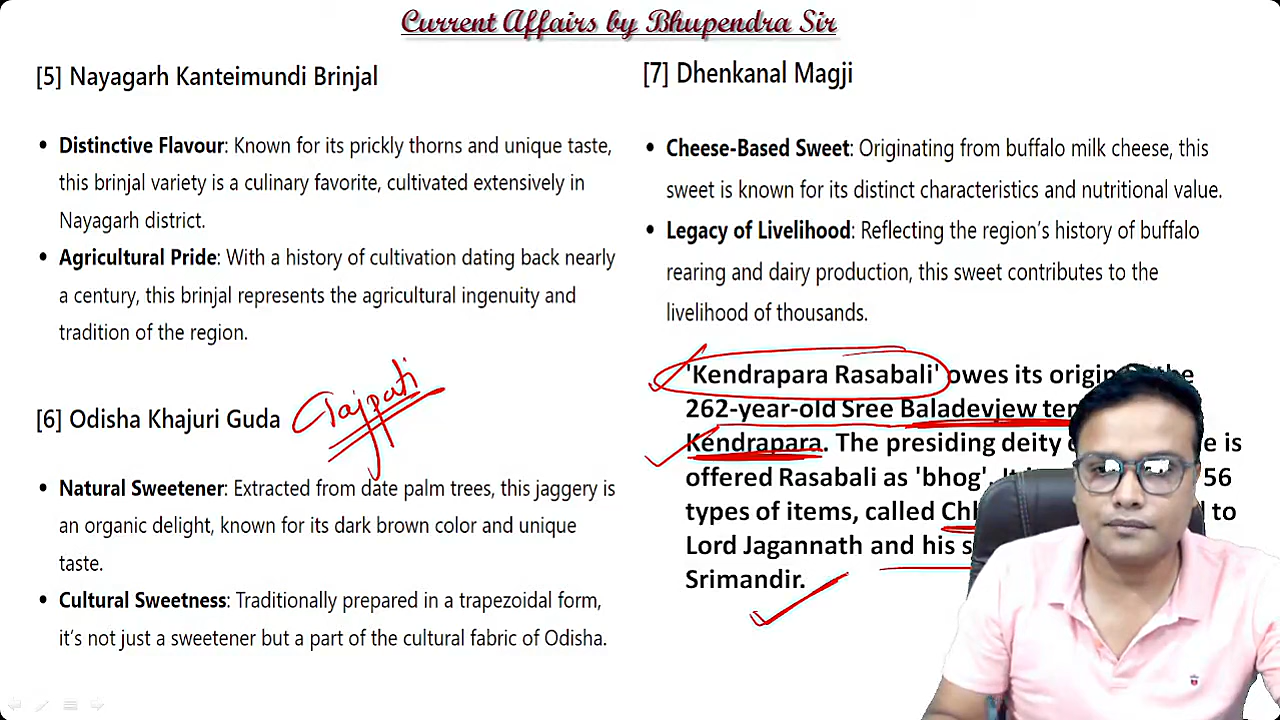 Current Affairs by Bhupendra Sir
[5] Nayagarh Kanteimundi Brinjal
• Distinctive Flavour: Known for its prickly thorns and unique taste,
this brinjal variety is a culinary favorite, cultivated extensively in
Nayagarh district.
• Agricultural Pride: With a history of cultivation dating back nearly
a century, this brinjal represents the agricultural ingenuity and
tradition of the region.
[6] Odisha Khajuri Guda
Gajpati
• Natural Sweetener: Extracted from date palm trees, this jaggery is
an organic delight, known for its dark brown color and unique
taste.
• Cultural Sweetness: Traditionally prepared in a trapezoidal form,
it's not just a sweetener but a part of the cultural fabric of Odisha.
[7] Dhenkanal Magji
• Cheese-Based Sweet: Originating from buffalo milk cheese, this
sweet is known for its distinct characteristics and nutritional value.
• Legacy of Livelihood: Reflecting the region's history of buffalo
rearing and dairy production, this sweet contributes to the
livelihood of thousands.
'Kendrapara Rasabali' owes its origin the
262-year-old Sree Baladevjew
Kendrapara. The presiding deity is
offered Rasabali as 'bhog'. 56
types of items, called to
Lord Jagannath and his
Srimandir.